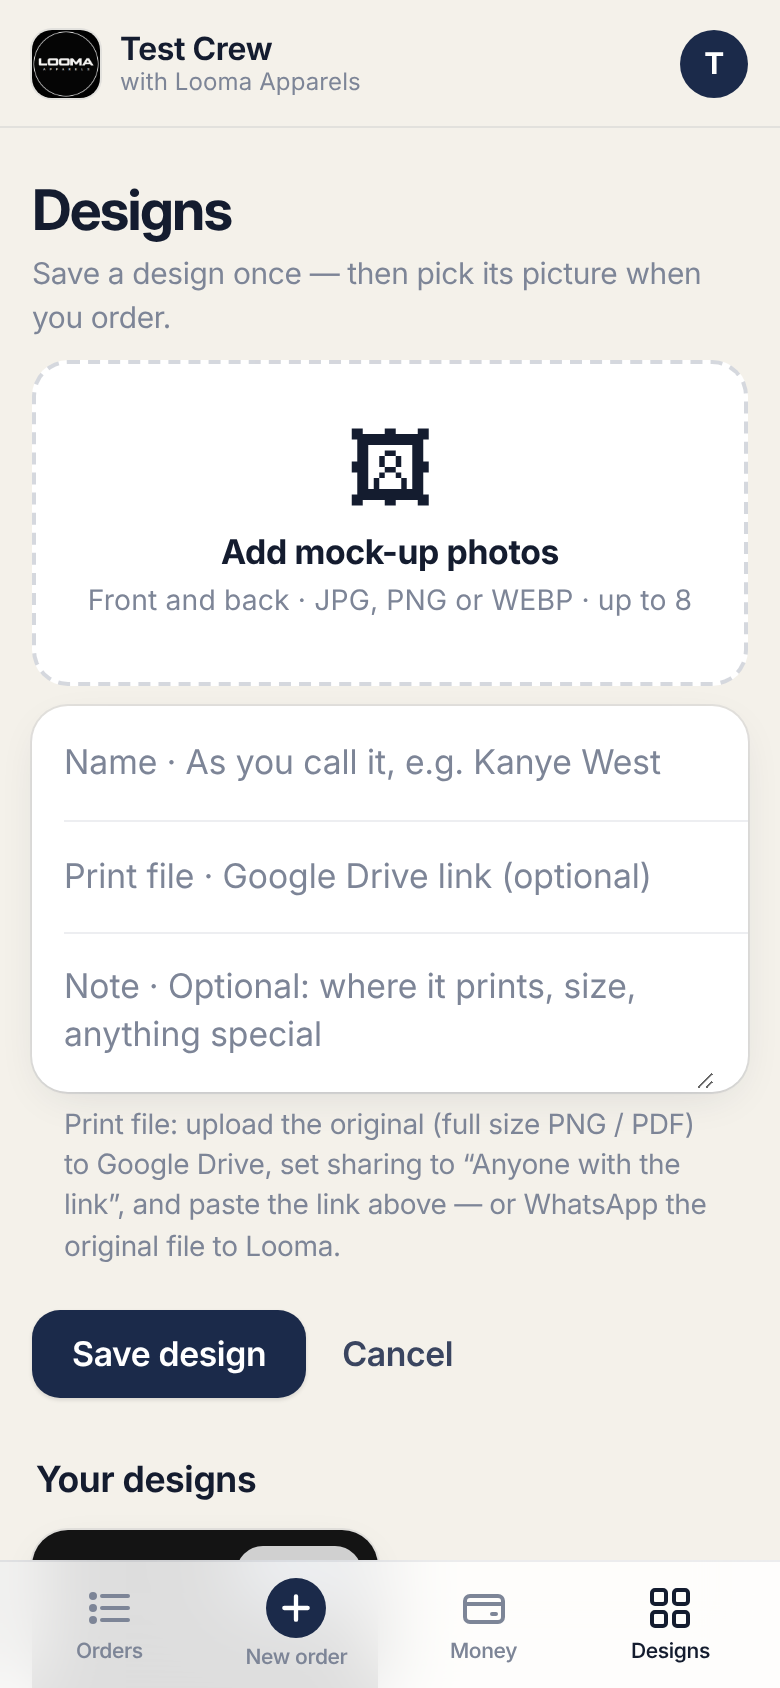 LOOMA
APPARELS
Test Crew
with Looma Apparels
T
Designs
Save a design once — then pick its picture when
you order.
Add mock-up photos
Front and back · JPG, PNG or WEBP · up to 8
Name · As you call it, e.g. Kanye West
Print file · Google Drive link (optional)
Note · Optional: where it prints, size,
anything special
Print file: upload the original (full size PNG / PDF)
to Google Drive, set sharing to “Anyone with the
link”, and paste the link above — or WhatsApp the
original file to Looma.
Save design
Cancel
Your designs
Orders
New order
Money
Designs